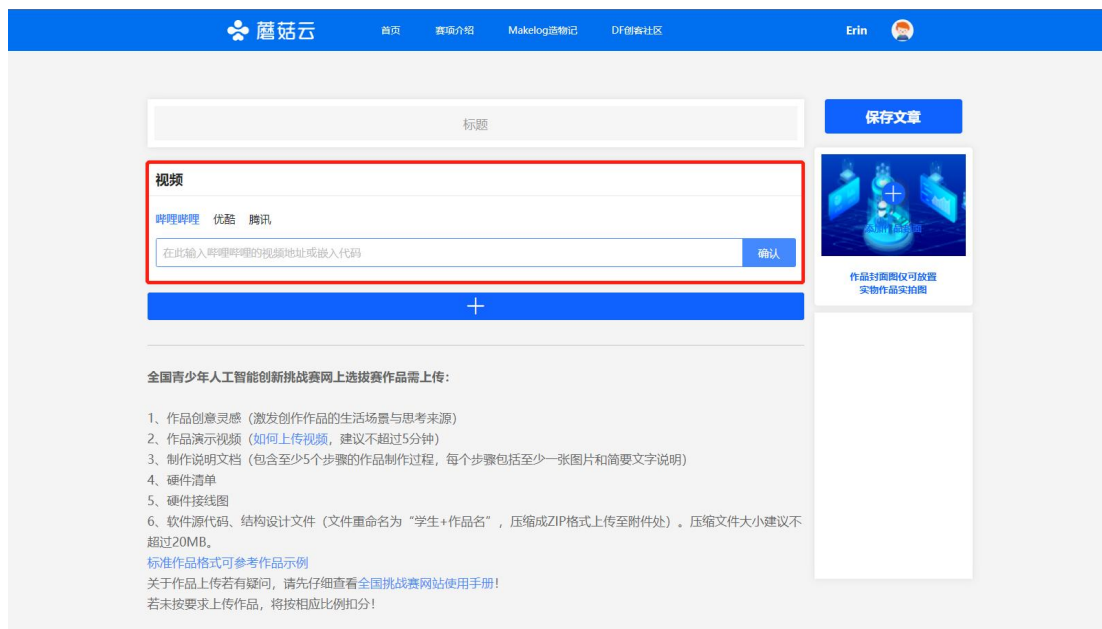 蘑菇云
首页 赛项介绍 Makelog造物记 DF创客社区
Erin
标题
保存文章
视频
哔哩哔哩 优酷 腾讯
在此输入哔哩哔哩的视频地址或嵌入代码
确认
添加作品封面
作品封面图仅可放置
实物作品实拍图
全国青少年人工智能创新挑战赛网上选拔赛作品需上传：
1、作品创意灵感（激发创作作品的生活场景与思考来源）
2、作品演示视频（如何上传视频，建议不超过5分钟）
3、制作说明文档（包含至少5个步骤的作品制作过程，每个步骤包括至少一张图片和简要文字说明）
4、硬件清单
5、硬件接线图
6、软件源代码、结构设计文件（文件重命名为“学生+作品名”，压缩成ZIP格式上传至附件处）。压缩文件大小建议不
超过20MB。
标准作品格式可参考作品示例
关于作品上传若有疑问，请先仔细查看全国挑战赛网站使用手册！
若未按要求上传作品，将按相应比例扣分！